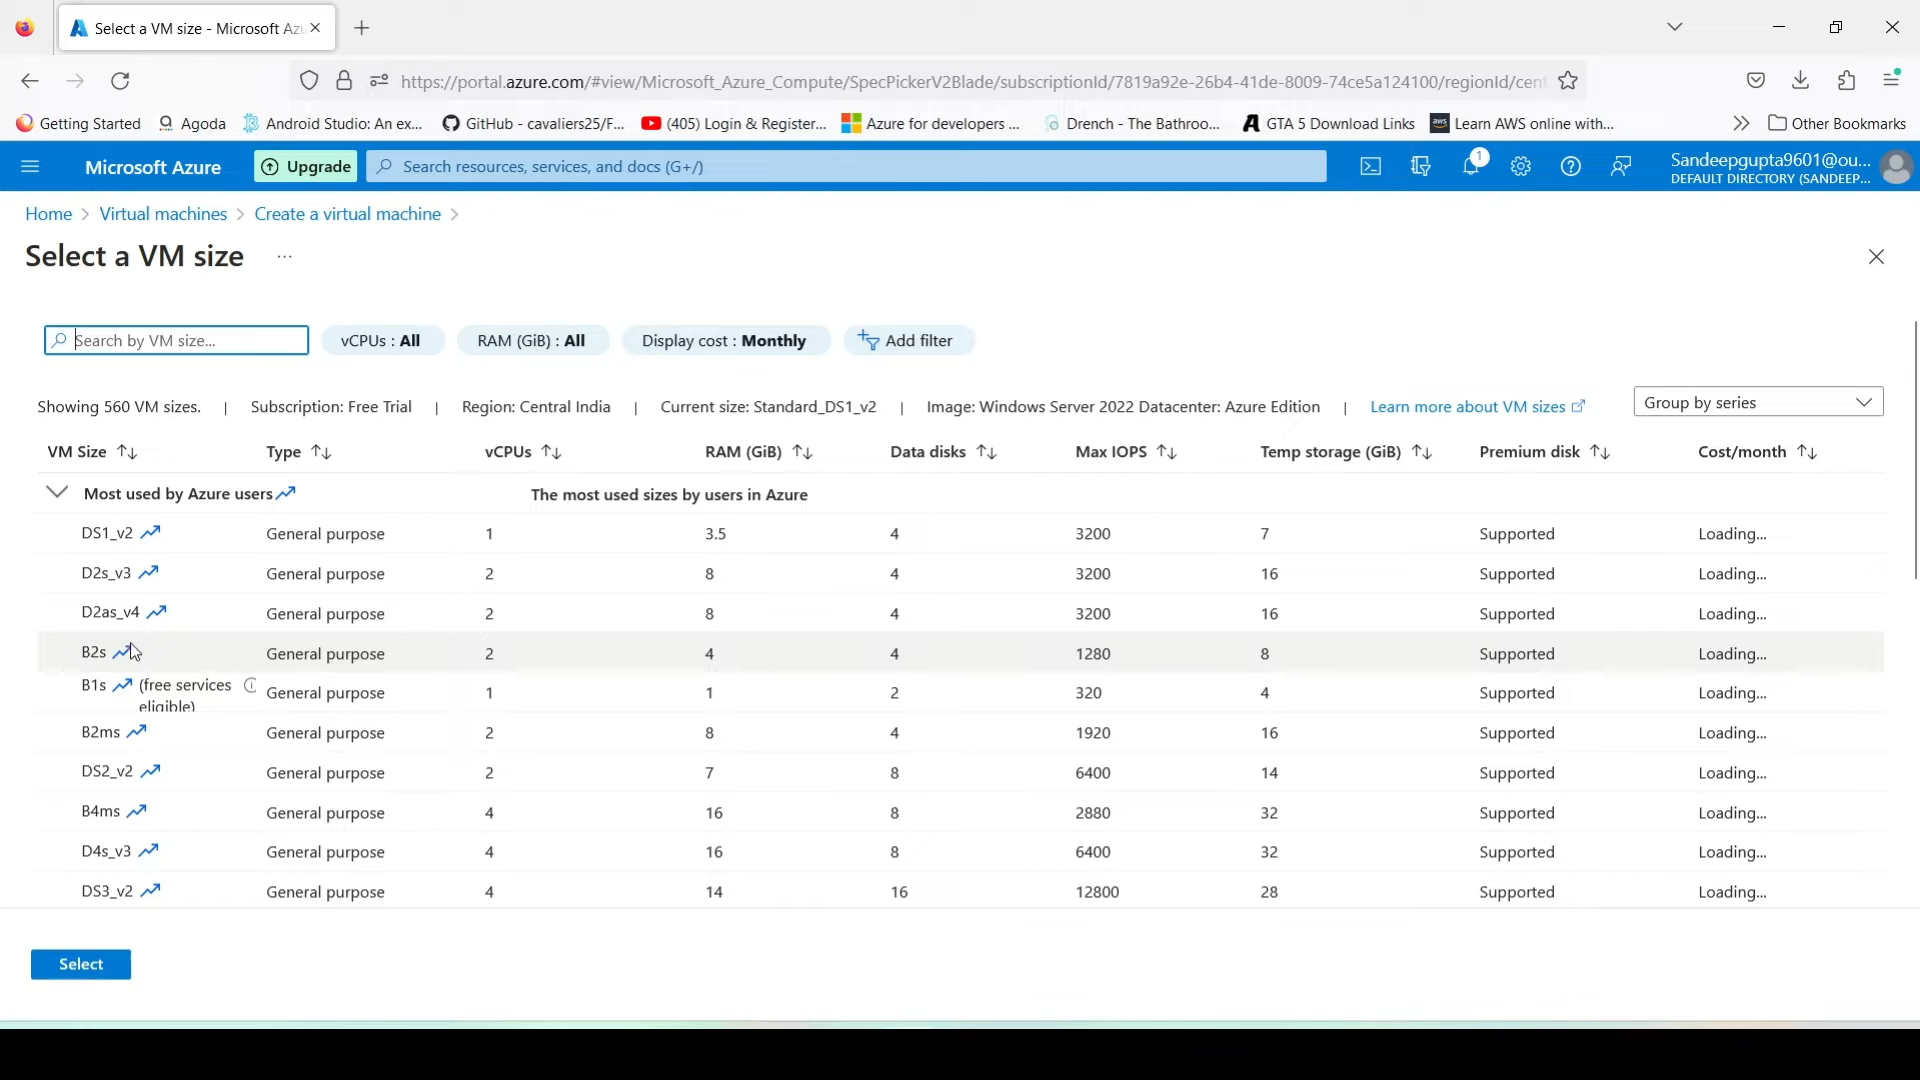 Select a VM size - Microsoft Azu
https://portal.azure.com/#view/Microsoft_Azure_Compute/SpecPickerV2Blade/subscriptionId/7819a92e-26b4-41de-8009-74ce5a124100/regionId/cent
Getting Started Agoda Android Studio: An ex... GitHub - cavaliers25/F... (405) Login & Register... Azure for developers ... Drench - The Bathroo... GTA 5 Download Links Learn AWS online with... Other Bookmarks
Microsoft Azure Upgrade Search resources, services, and docs (G+/) 1 Sandeepgupta9601@ou...
DEFAULT DIRECTORY (SANDEEP...
Home > Virtual machines > Create a virtual machine >
Select a VM size ...
Search by VM size... vCPUs : All RAM (GiB) : All Display cost : Monthly Add filter
Showing 560 VM sizes. | Subscription: Free Trial | Region: Central India | Current size: Standard_DS1_v2 | Image: Windows Server 2022 Datacenter: Azure Edition | Learn more about VM sizes Group by series
VM Size Type vCPUs RAM (GiB) Data disks Max IOPS Temp storage (GiB) Premium disk Cost/month
Most used by Azure users The most used sizes by users in Azure
DS1_v2 General purpose 1 3.5 4 3200 7 Supported Loading...
D2s_v3 General purpose 2 8 4 3200 16 Supported Loading...
D2as_v4 General purpose 2 8 4 3200 16 Supported Loading...
B2s General purpose 2 4 4 1280 8 Supported Loading...
B1s (free services eligible) General purpose 1 1 2 320 4 Supported Loading...
B2ms General purpose 2 8 4 1920 16 Supported Loading...
DS2_v2 General purpose 2 7 8 6400 14 Supported Loading...
B4ms General purpose 4 16 8 2880 32 Supported Loading...
D4s_v3 General purpose 4 16 8 6400 32 Supported Loading...
DS3_v2 General purpose 4 14 16 12800 28 Supported Loading...
Select